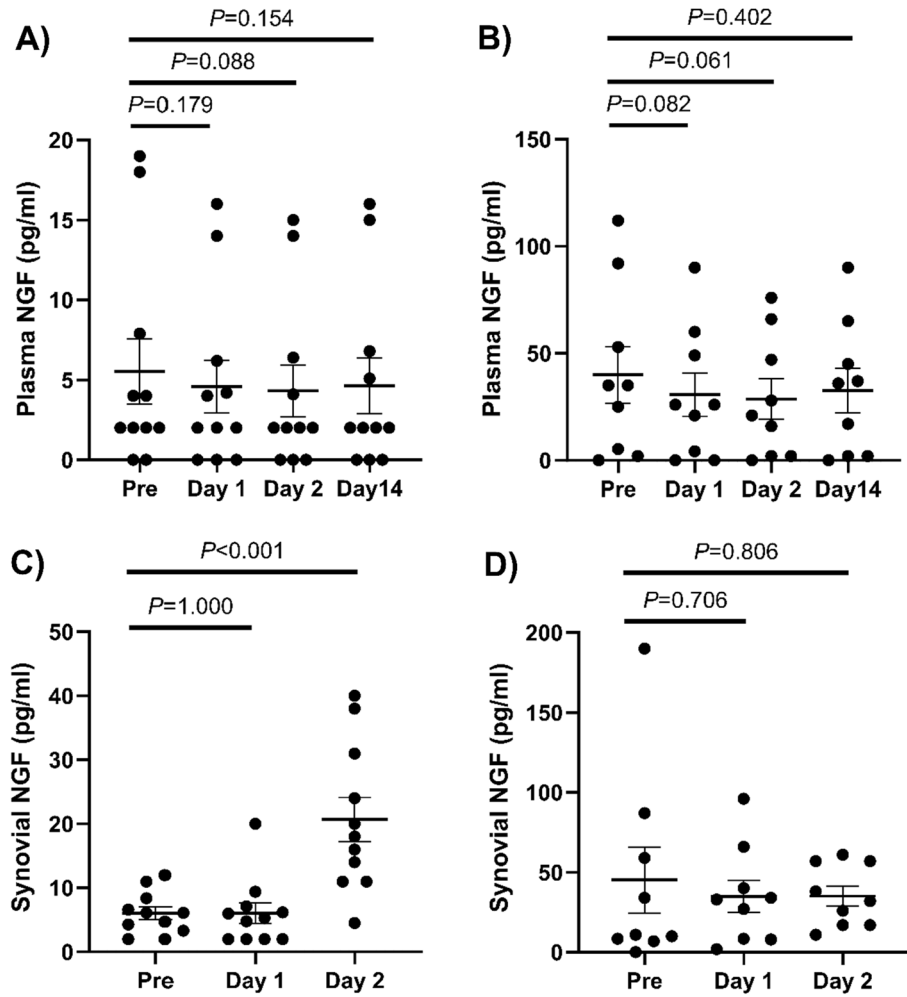 A)
P=0.154
P=0.088
P=0.179
Plasma NGF (pg/ml)
20
15
10
5
0
Pre Day 1 Day 2 Day14
B)
P=0.402
P=0.061
P=0.082
Plasma NGF (pg/ml)
150
100
50
0
Pre Day 1 Day 2 Day14
C)
P<0.001
P=1.000
Synovial NGF (pg/ml)
50
40
30
20
10
0
Pre Day 1 Day 2
D)
P=0.806
P=0.706
Synovial NGF (pg/ml)
200
150
100
50
0
Pre Day 1 Day 2